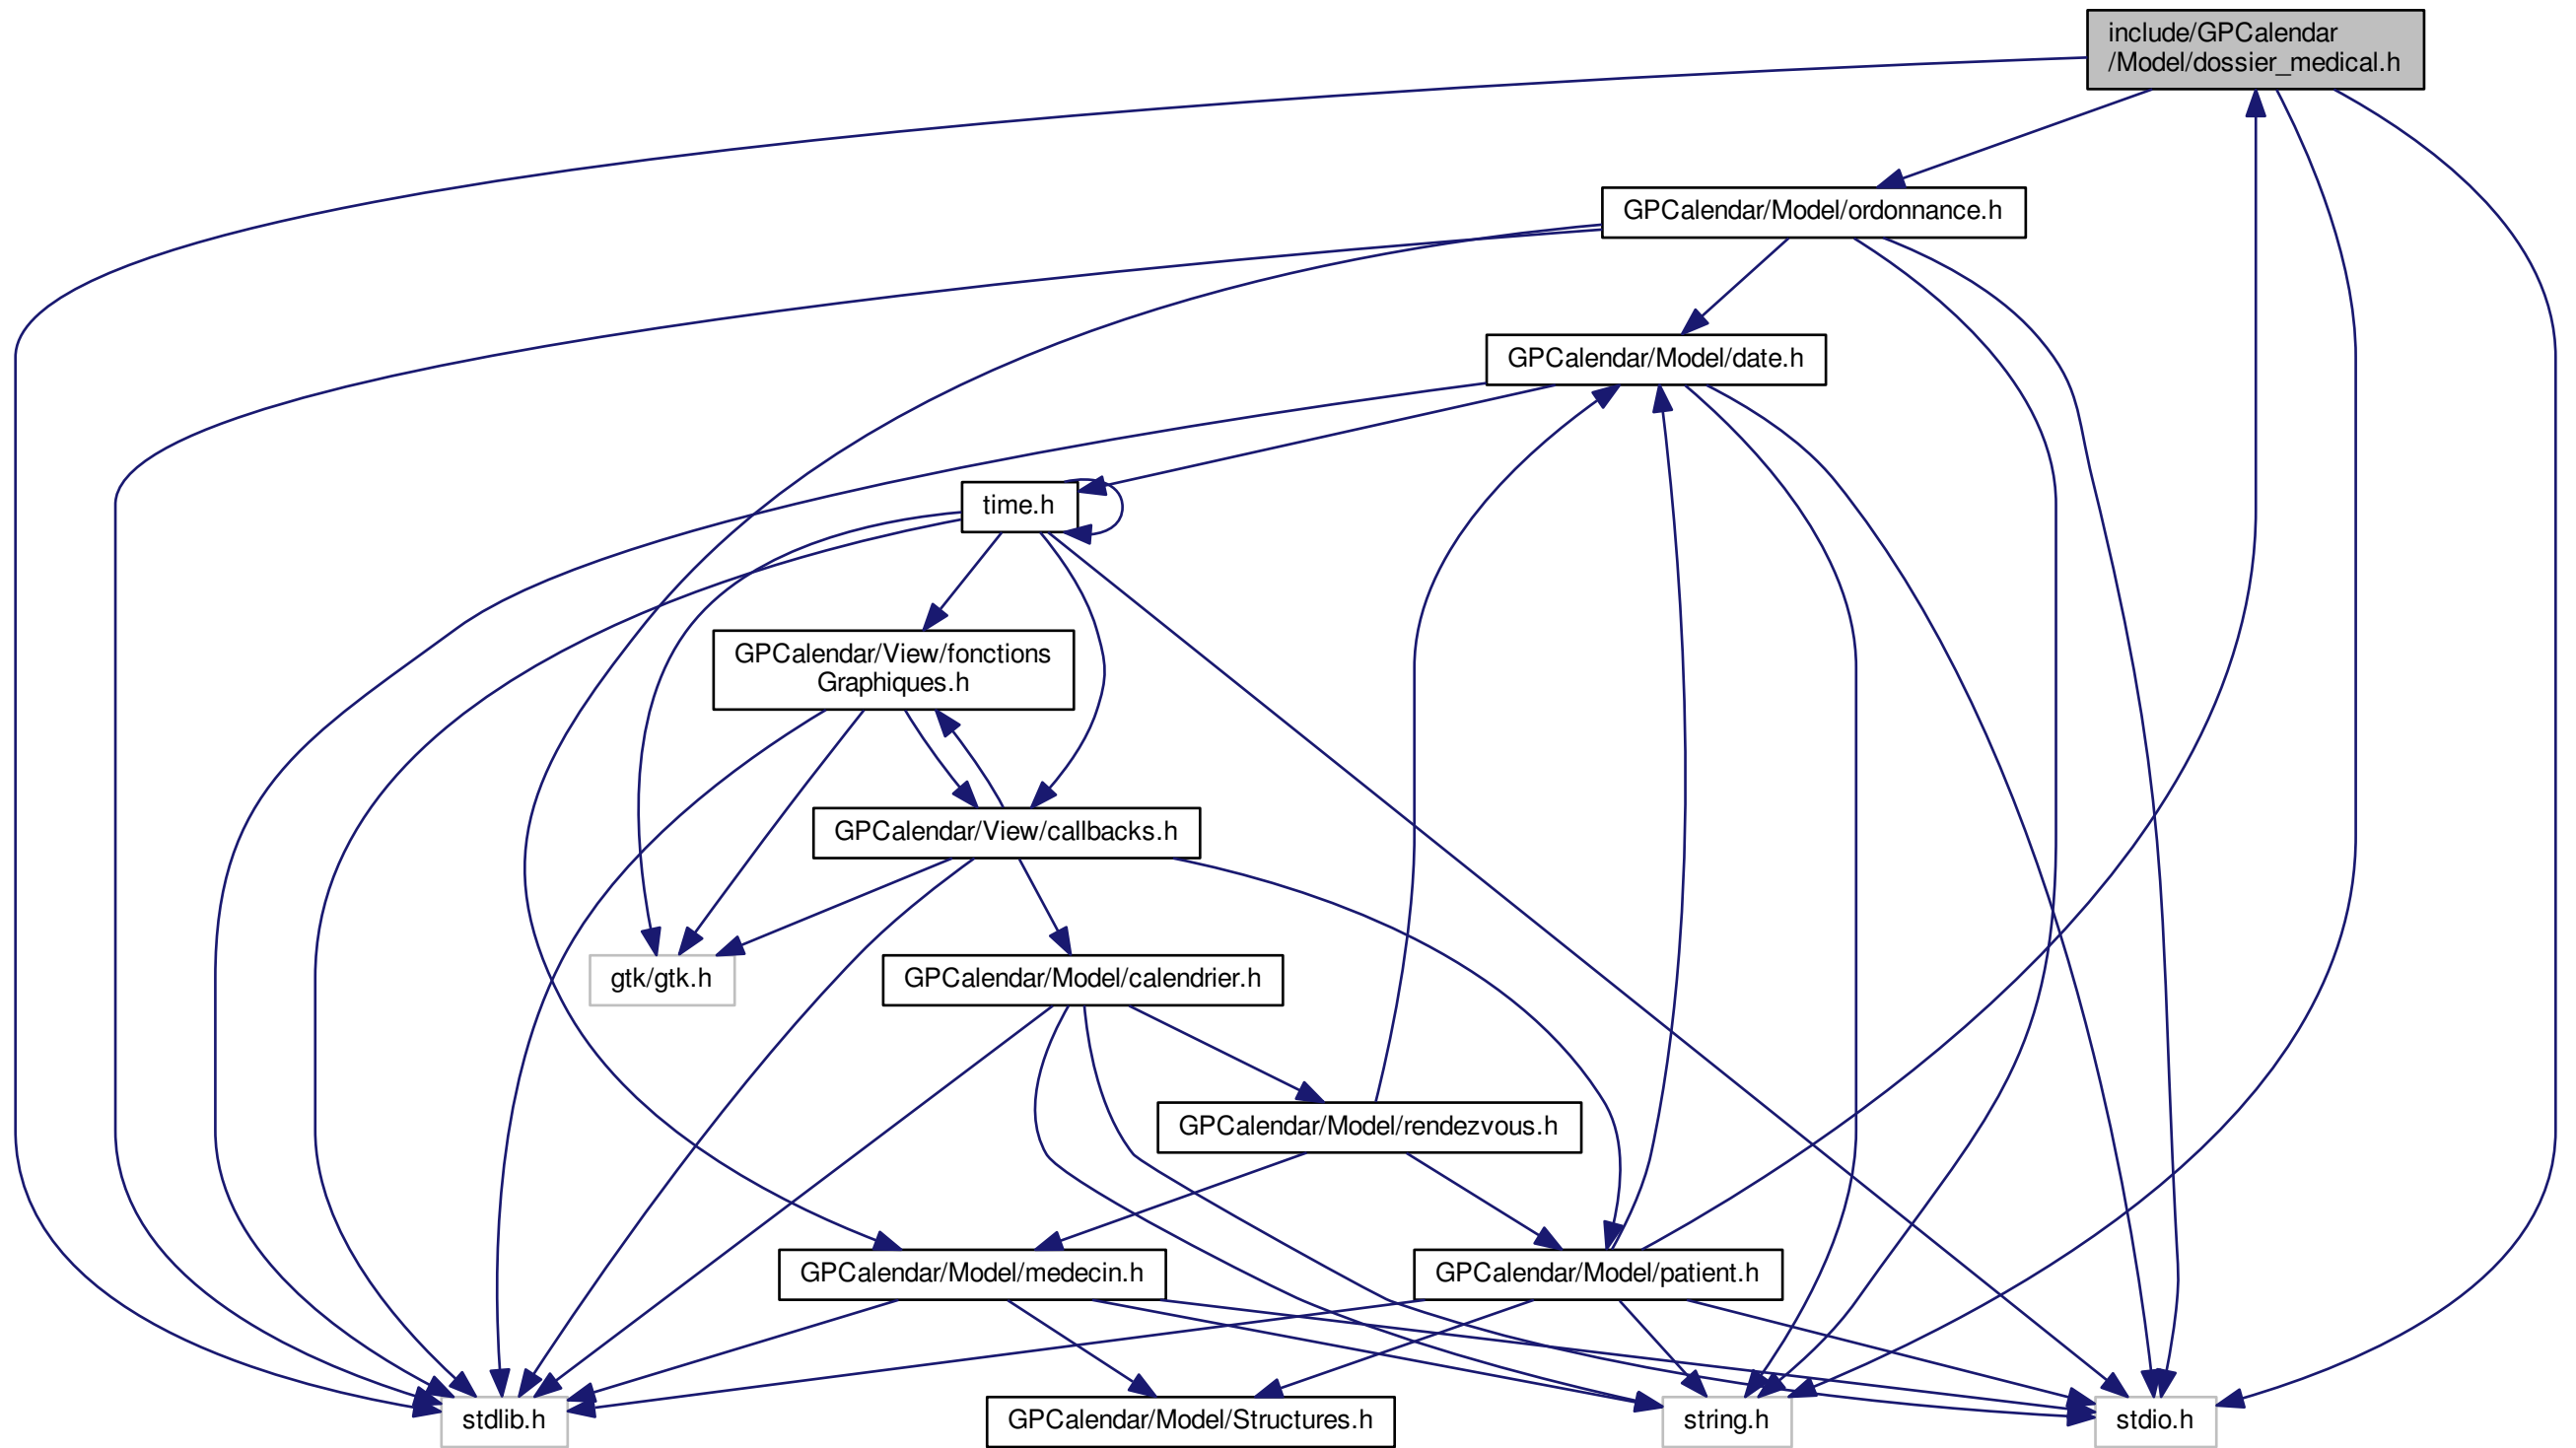 include/GPCalendar
/Model/dossier_medical.h
GPCalendar/Model/ordonnance.h
GPCalendar/Model/date.h
time.h
GPCalendar/View/fonctions
Graphiques.h
GPCalendar/View/callbacks.h
gtk/gtk.h
GPCalendar/Model/calendrier.h
GPCalendar/Model/rendezvous.h
GPCalendar/Model/medecin.h
GPCalendar/Model/patient.h
stdlib.h
GPCalendar/Model/Structures.h
string.h
stdio.h